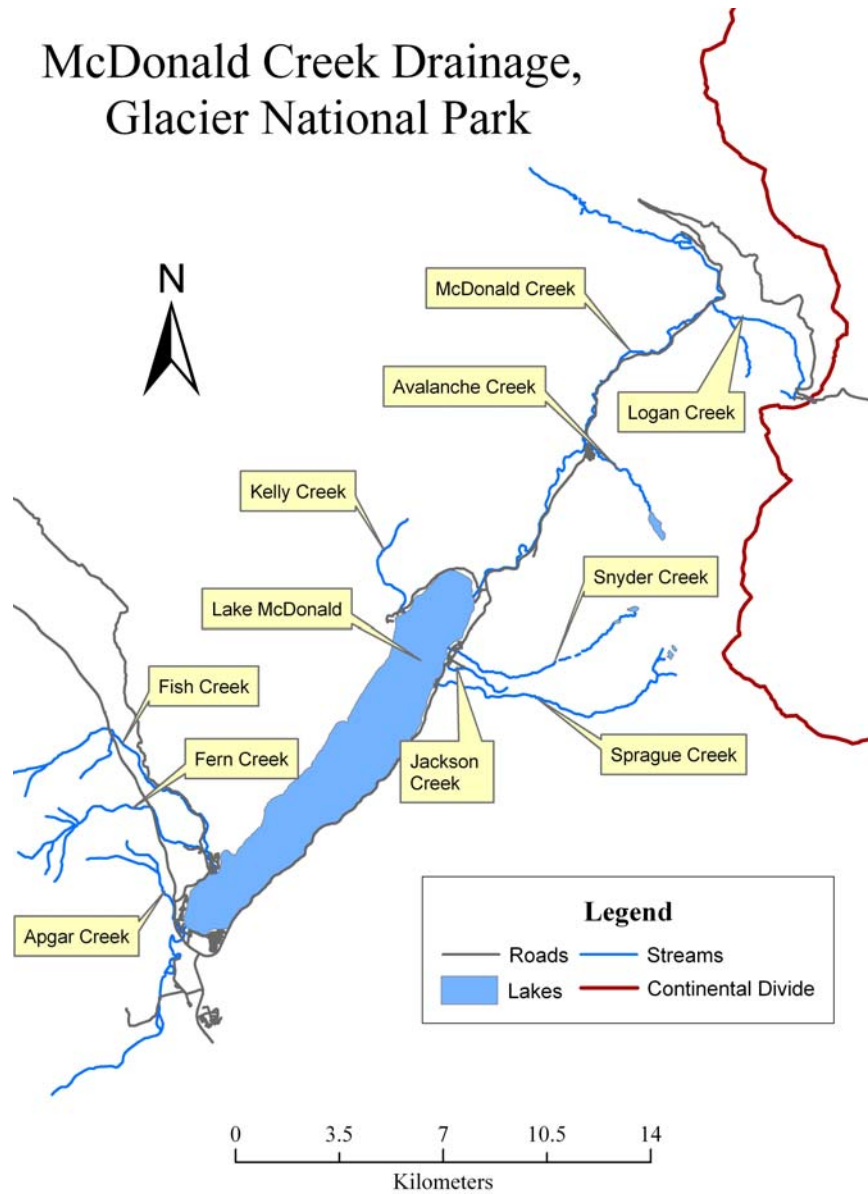 McDonald Creek Drainage,
Glacier National Park
N
McDonald Creek
Avalanche Creek
Logan Creek
Kelly Creek
Snyder Creek
Lake McDonald
Fish Creek
Fern Creek
Jackson
Creek
Sprague Creek
Apgar Creek
Legend
Roads
Streams
Lakes
Continental Divide
0 3.5 7 10.5 14
Kilometers